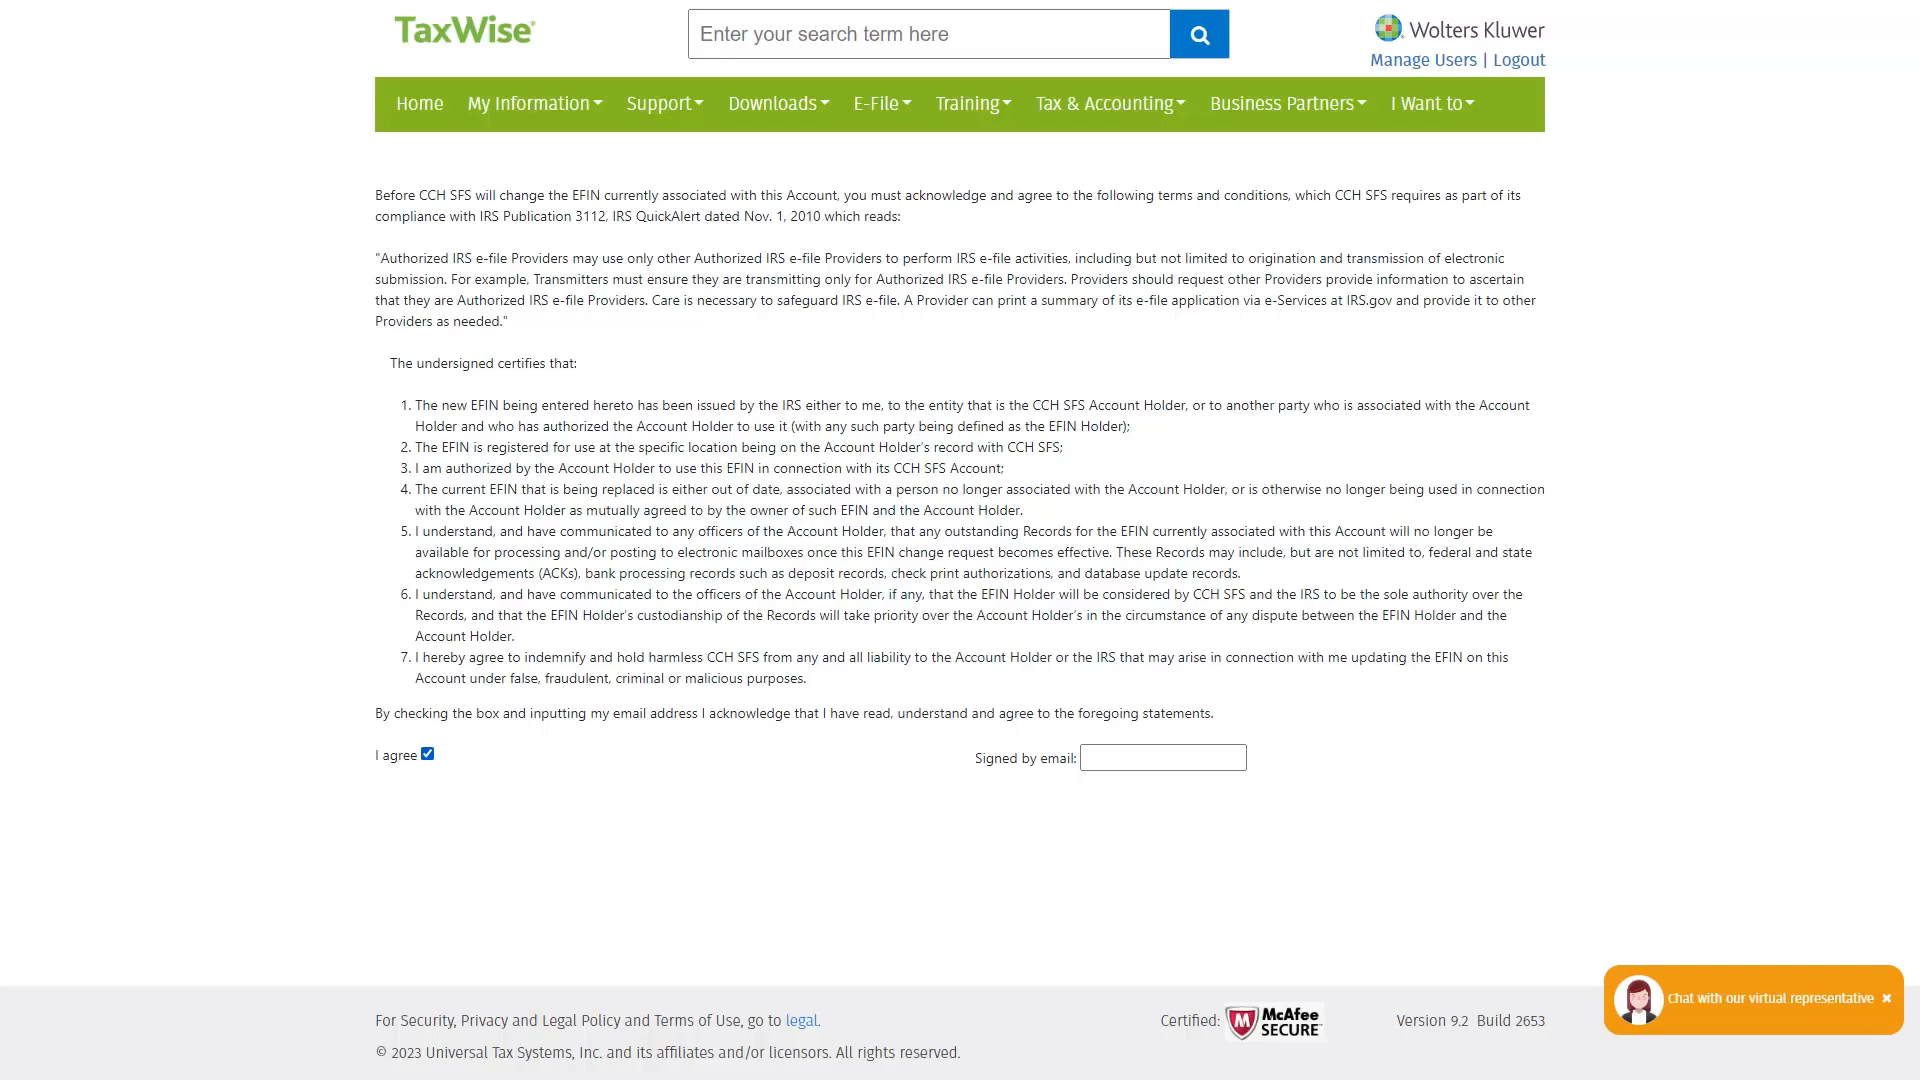 TaxWise®
Enter your search term here
Wolters Kluwer
Manage Users | Logout
Home My Information Support Downloads E-File Training Tax & Accounting Business Partners I Want to
Before CCH SFS will change the EFIN currently associated with this Account, you must acknowledge and agree to the following terms and conditions, which CCH SFS requires as part of its
compliance with IRS Publication 3112, IRS QuickAlert dated Nov. 1, 2010 which reads:
"Authorized IRS e-file Providers may use only other Authorized IRS e-file Providers to perform IRS e-file activities, including but not limited to origination and transmission of electronic
submission. For example, Transmitters must ensure they are transmitting only for Authorized IRS e-file Providers. Providers should request other Providers provide information to ascertain
that they are Authorized IRS e-file Providers. Care is necessary to safeguard IRS e-file. A Provider can print a summary of its e-file application via e-Services at IRS.gov and provide it to other
Providers as needed."
The undersigned certifies that:
1. The new EFIN being entered hereto has been issued by the IRS either to me, to the entity that is the CCH SFS Account Holder, or to another party who is associated with the Account
Holder and who has authorized the Account Holder to use it (with any such party being defined as the EFIN Holder);
2. The EFIN is registered for use at the specific location being on the Account Holder's record with CCH SFS;
3. I am authorized by the Account Holder to use this EFIN in connection with its CCH SFS Account;
4. The current EFIN that is being replaced is either out of date, associated with a person no longer associated with the Account Holder, or is otherwise no longer being used in connection
with the Account Holder as mutually agreed to by the owner of such EFIN and the Account Holder.
5. I understand, and have communicated to any officers of the Account Holder, that any outstanding Records for the EFIN currently associated with this Account will no longer be
available for processing and/or posting to electronic mailboxes once this EFIN change request becomes effective. These Records may include, but are not limited to, federal and state
acknowledgements (ACKs), bank processing records such as deposit records, check print authorizations, and database update records.
6. I understand, and have communicated to the officers of the Account Holder, if any, that the EFIN Holder will be considered by CCH SFS and the IRS to be the sole authority over the
Records, and that the EFIN Holder's custodianship of the Records will take priority over the Account Holder's in the circumstance of any dispute between the EFIN Holder and the
Account Holder.
7. I hereby agree to indemnify and hold harmless CCH SFS from any and all liability to the Account Holder or the IRS that may arise in connection with me updating the EFIN on this
Account under false, fraudulent, criminal or malicious purposes.
By checking the box and inputting my email address I acknowledge that I have read, understand and agree to the foregoing statements.
I agree
Signed by email:
Chat with our virtual representative ×
For Security, Privacy and Legal Policy and Terms of Use, go to legal.
Certified: McAfee SECURE
Version 9.2 Build 2653
© 2023 Universal Tax Systems, Inc. and its affiliates and/or licensors. All rights reserved.